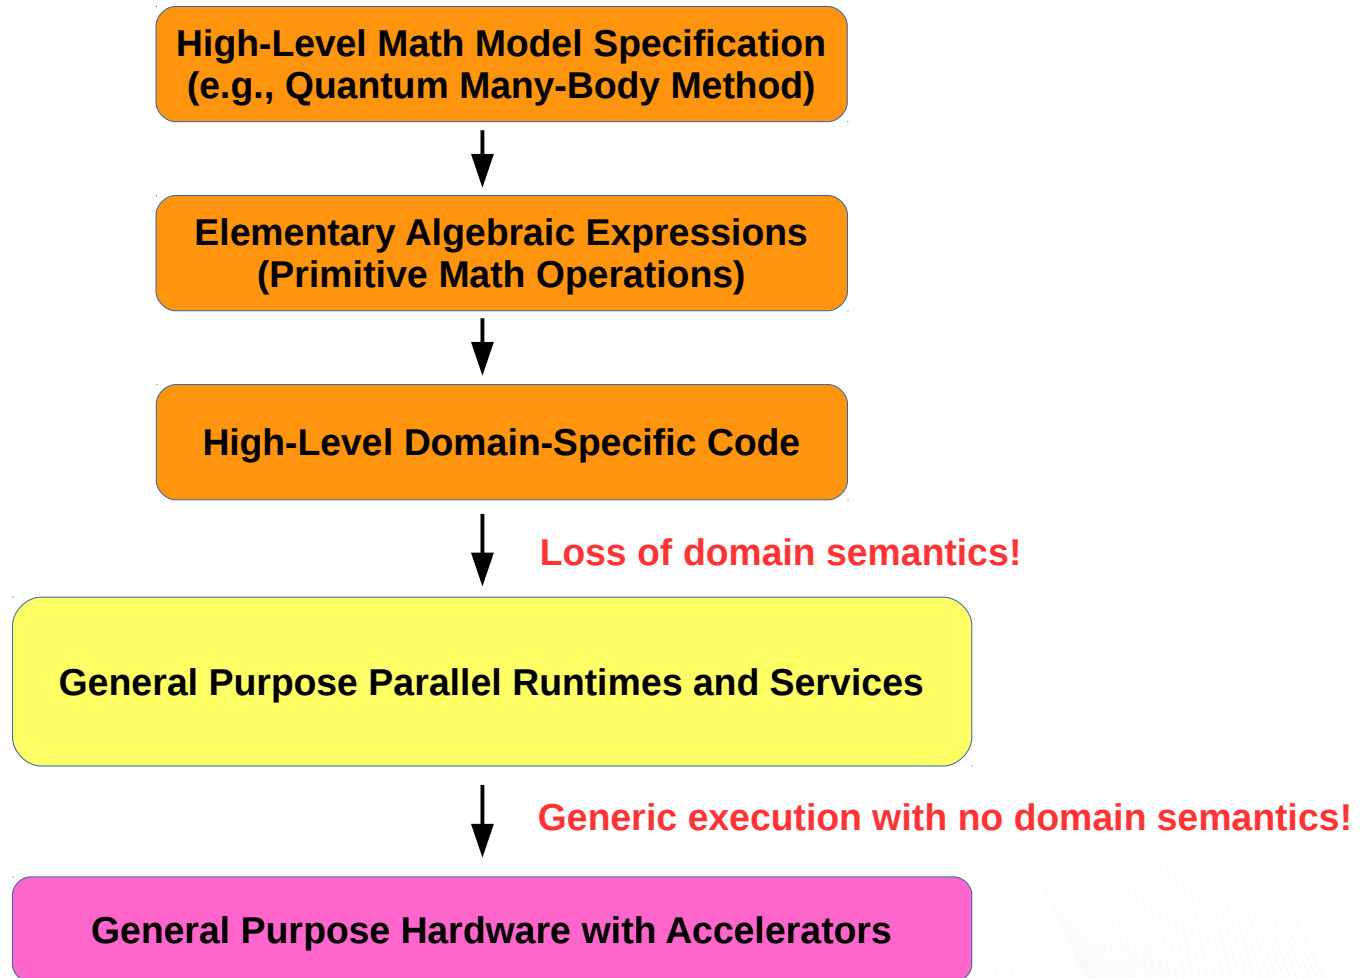 High-Level Math Model Specification
(e.g., Quantum Many-Body Method)
Elementary Algebraic Expressions
(Primitive Math Operations)
High-Level Domain-Specific Code
Loss of domain semantics!
General Purpose Parallel Runtimes and Services
Generic execution with no domain semantics!
General Purpose Hardware with Accelerators